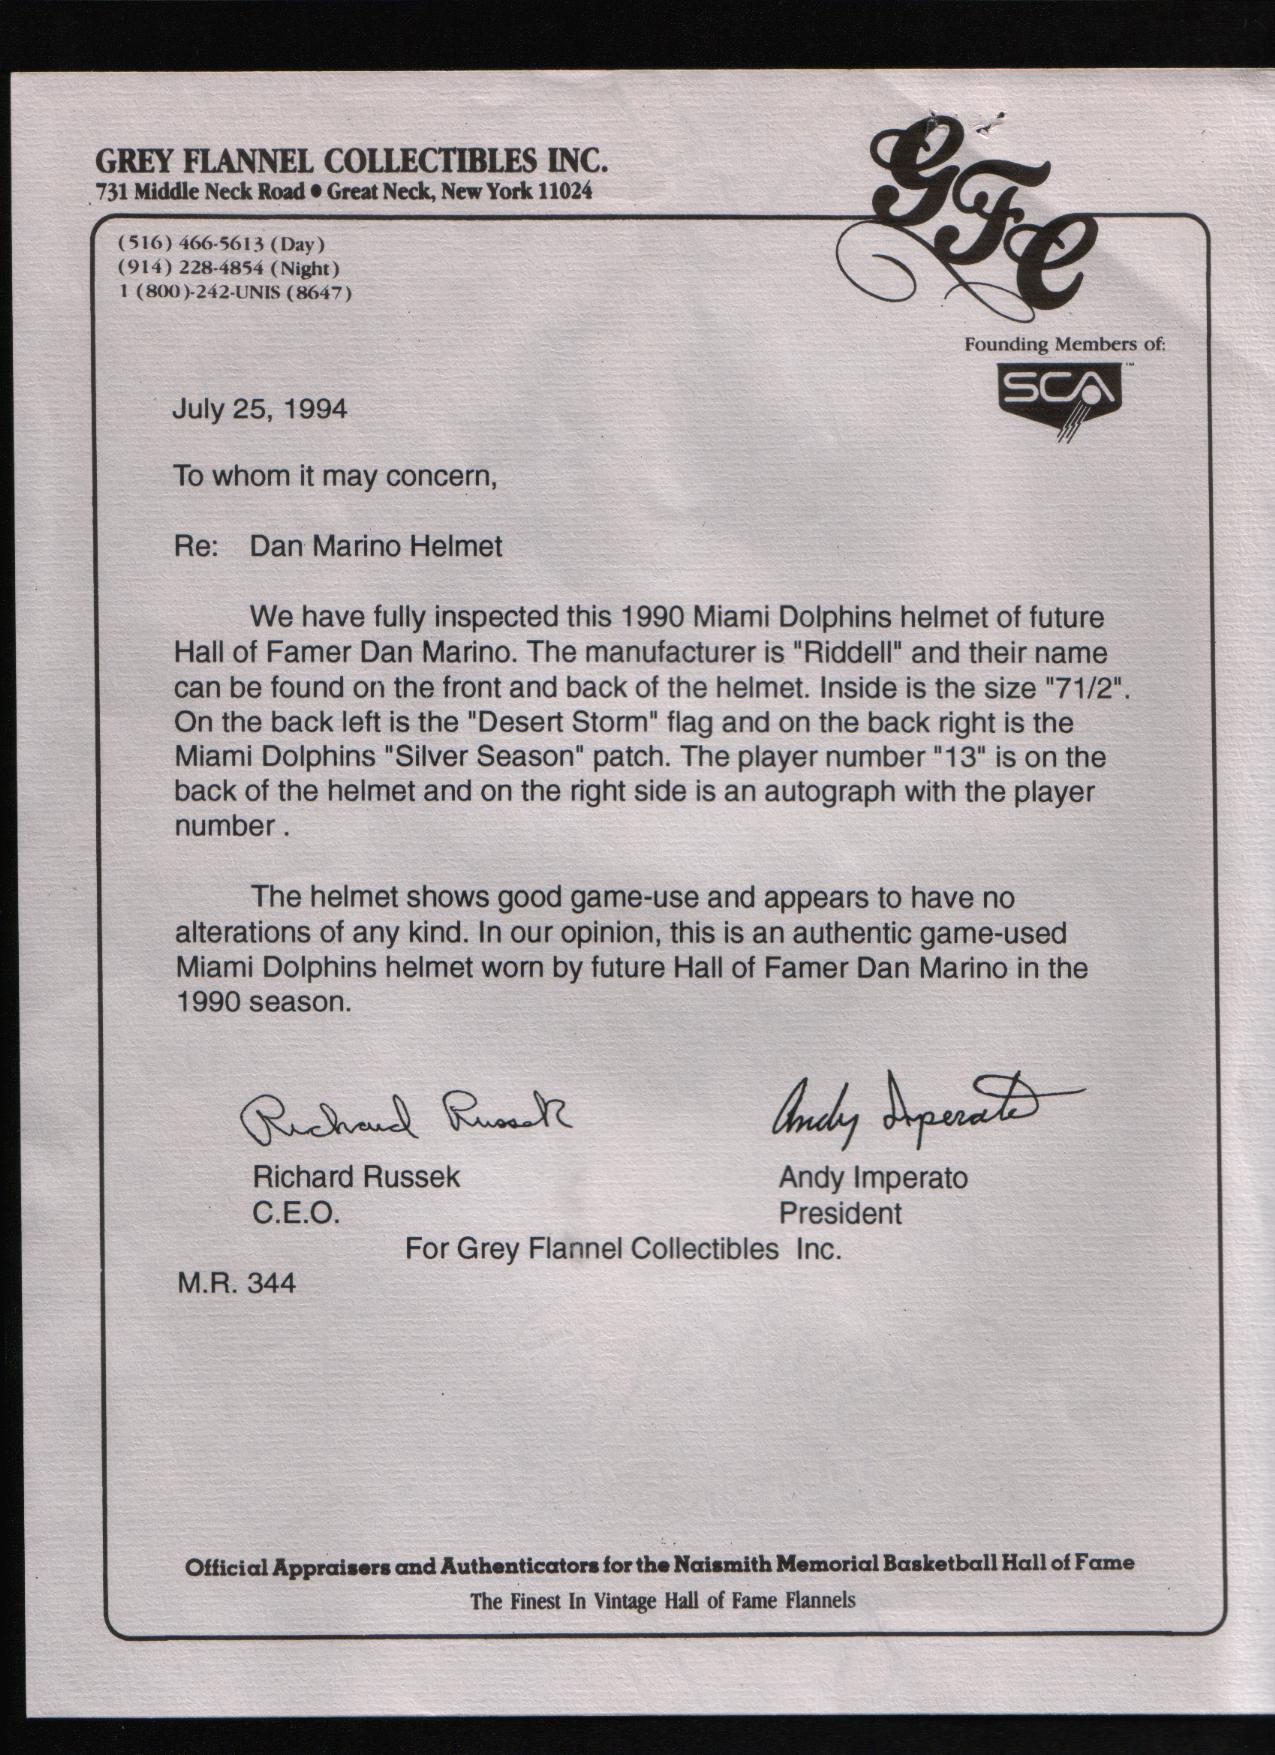 GREY FLANNEL COLLECTIBLES INC.
731 Middle Neck Road ● Great Neck, New York 11024
GFC
(516) 466-5613 (Day)
(914) 228-4854 (Night)
1 (800)-242-UNIS (8647)
Founding Members of:
SCA™
July 25, 1994
To whom it may concern,
Re: Dan Marino Helmet
We have fully inspected this 1990 Miami Dolphins helmet of future
Hall of Famer Dan Marino. The manufacturer is "Riddell" and their name
can be found on the front and back of the helmet. Inside is the size "71/2".
On the back left is the "Desert Storm" flag and on the back right is the
Miami Dolphins "Silver Season" patch. The player number "13" is on the
back of the helmet and on the right side is an autograph with the player
number .
The helmet shows good game-use and appears to have no
alterations of any kind. In our opinion, this is an authentic game-used
Miami Dolphins helmet worn by future Hall of Famer Dan Marino in the
1990 season.
Richard Russek Andy Imperato
Richard Russek Andy Imperato
C.E.O. President
For Grey Flannel Collectibles Inc.
M.R. 344
Official Appraisers and Authenticators for the Naismith Memorial Basketball Hall of Fame
The Finest In Vintage Hall of Fame Flannels